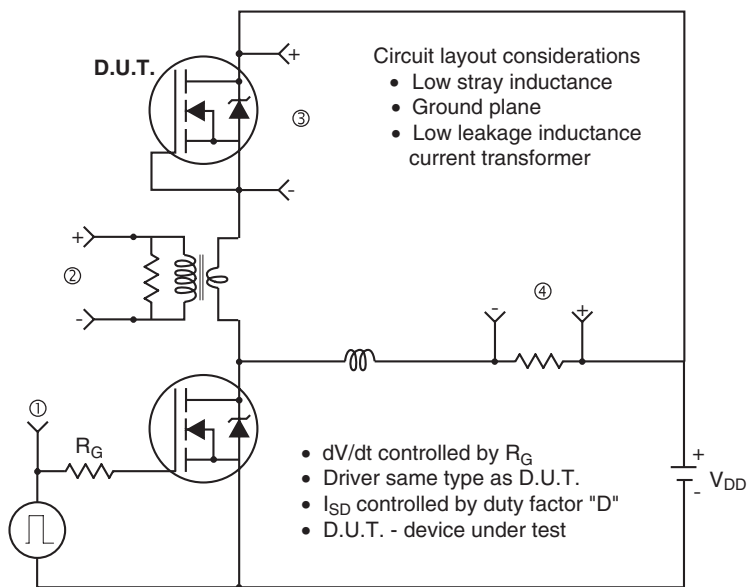 D.U.T.
+
③
-
Circuit layout considerations
• Low stray inductance
• Ground plane
• Low leakage inductance
current transformer
+
②
-
④
-
+
①
R_G
• dV/dt controlled by R_G
• Driver same type as D.U.T.
• I_SD controlled by duty factor "D"
• D.U.T. - device under test
+
V_DD
-